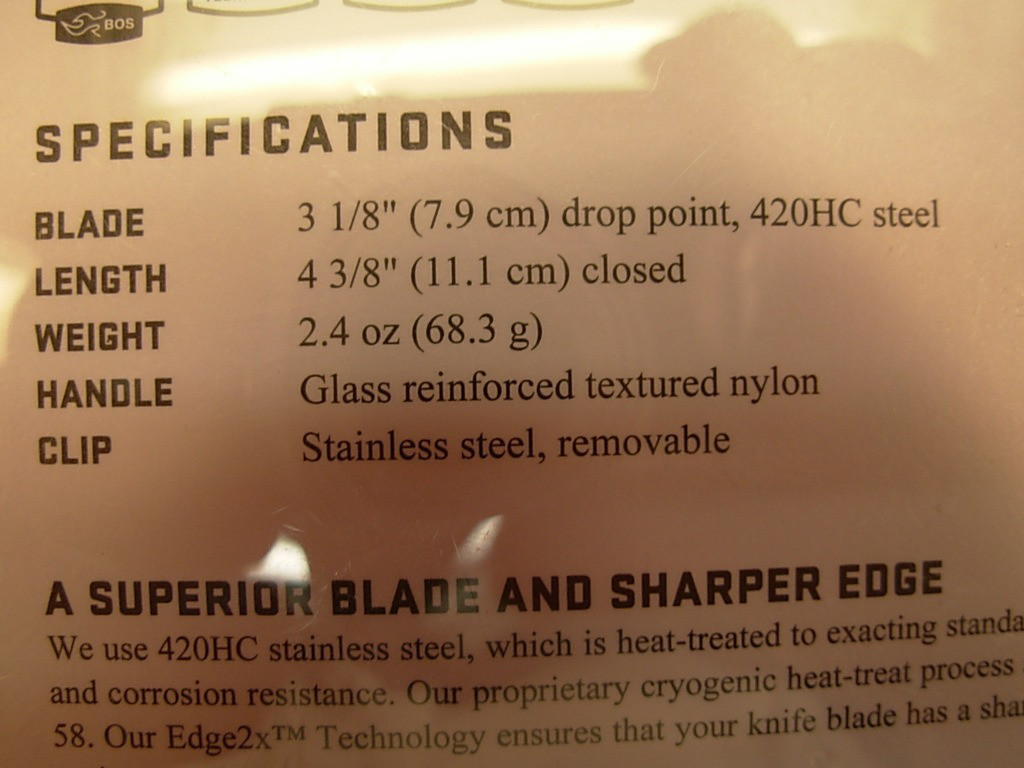 BOS
SPECIFICATIONS
BLADE 3 1/8" (7.9 cm) drop point, 420HC steel
LENGTH 4 3/8" (11.1 cm) closed
WEIGHT 2.4 oz (68.3 g)
HANDLE Glass reinforced textured nylon
CLIP Stainless steel, removable
A SUPERIOR BLADE AND SHARPER EDGE
We use 420HC stainless steel, which is heat-treated to exacting standa
and corrosion resistance. Our proprietary cryogenic heat-treat process
58. Our Edge2x™ Technology ensures that your knife blade has a sha